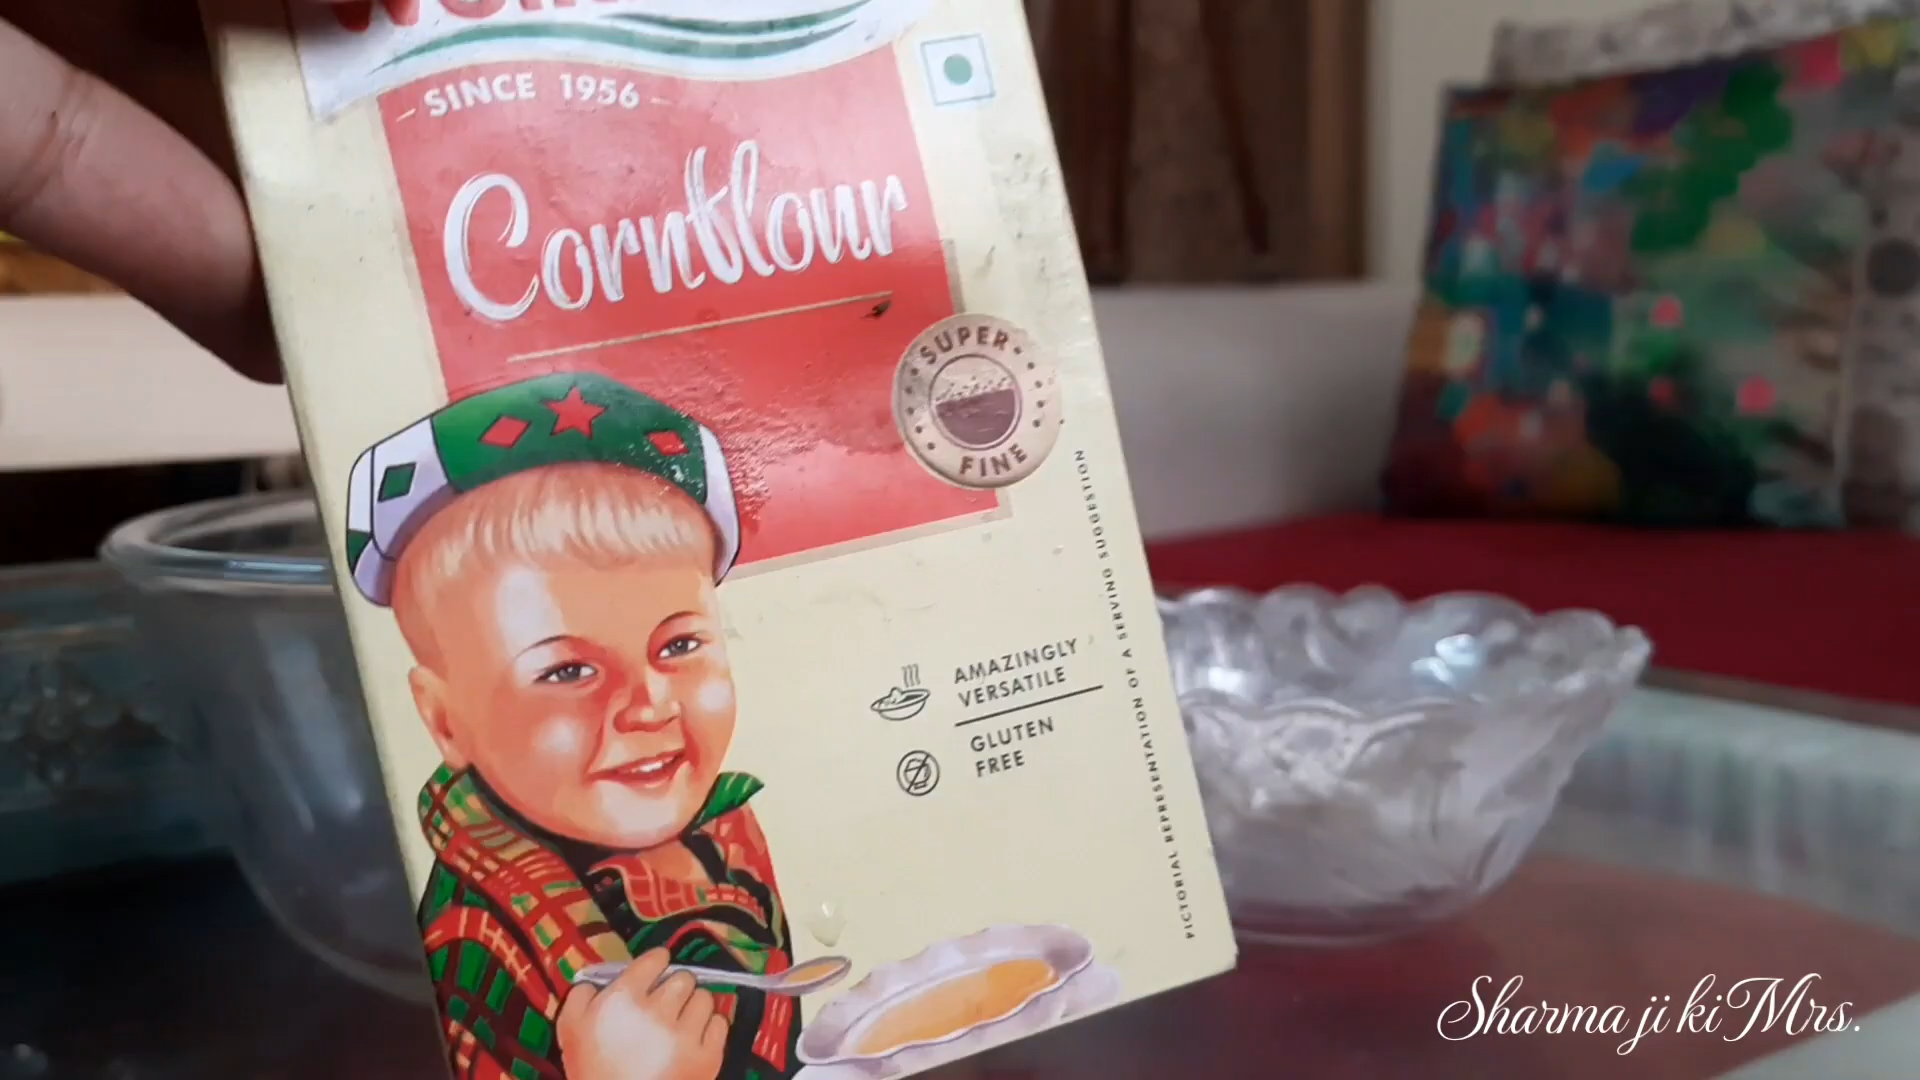 SINCE 1956
Cornflour
SUPER
FINE
AMAZINGLY
VERSATILE
GLUTEN
FREE
PICTORIAL REPRESENTATION OF A SERVING SUGGESTION
Sharma ji ki Mrs.